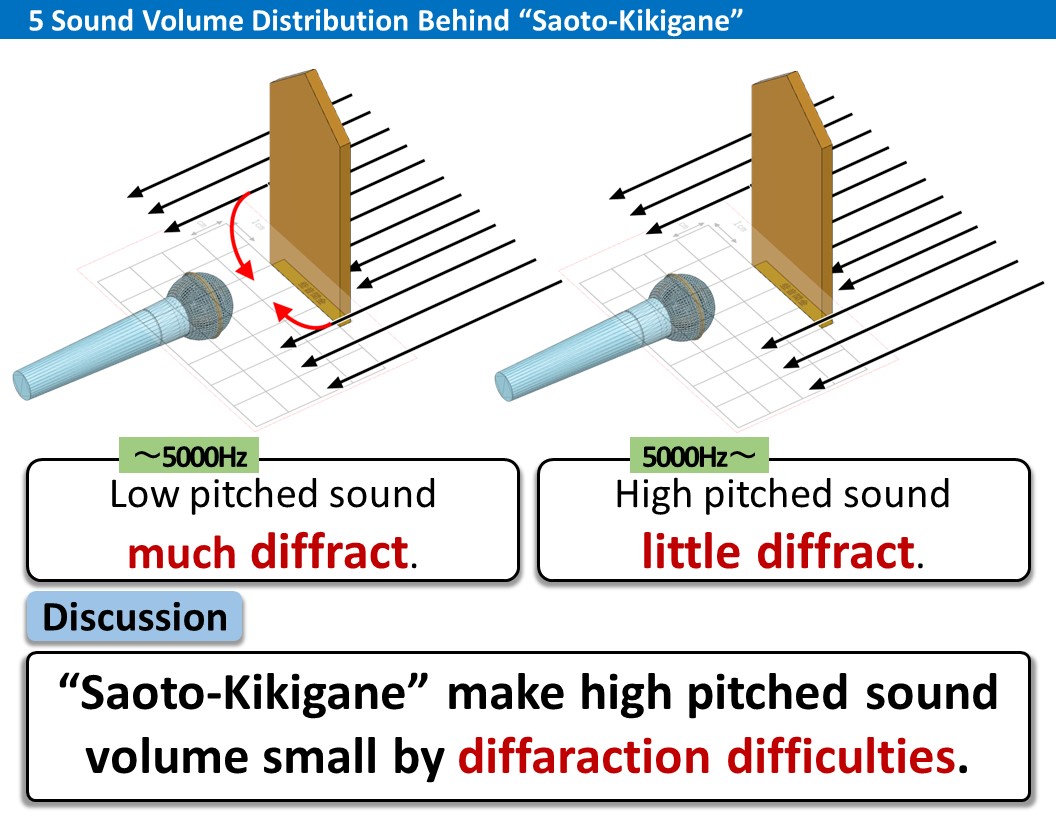 5 Sound Volume Distribution Behind “Saoto-Kikigane”
～5000Hz
Low pitched sound
much diffract.
5000Hz～
High pitched sound
little diffract.
Discussion
“Saoto-Kikigane” make high pitched sound
volume small by diffaraction difficulties.